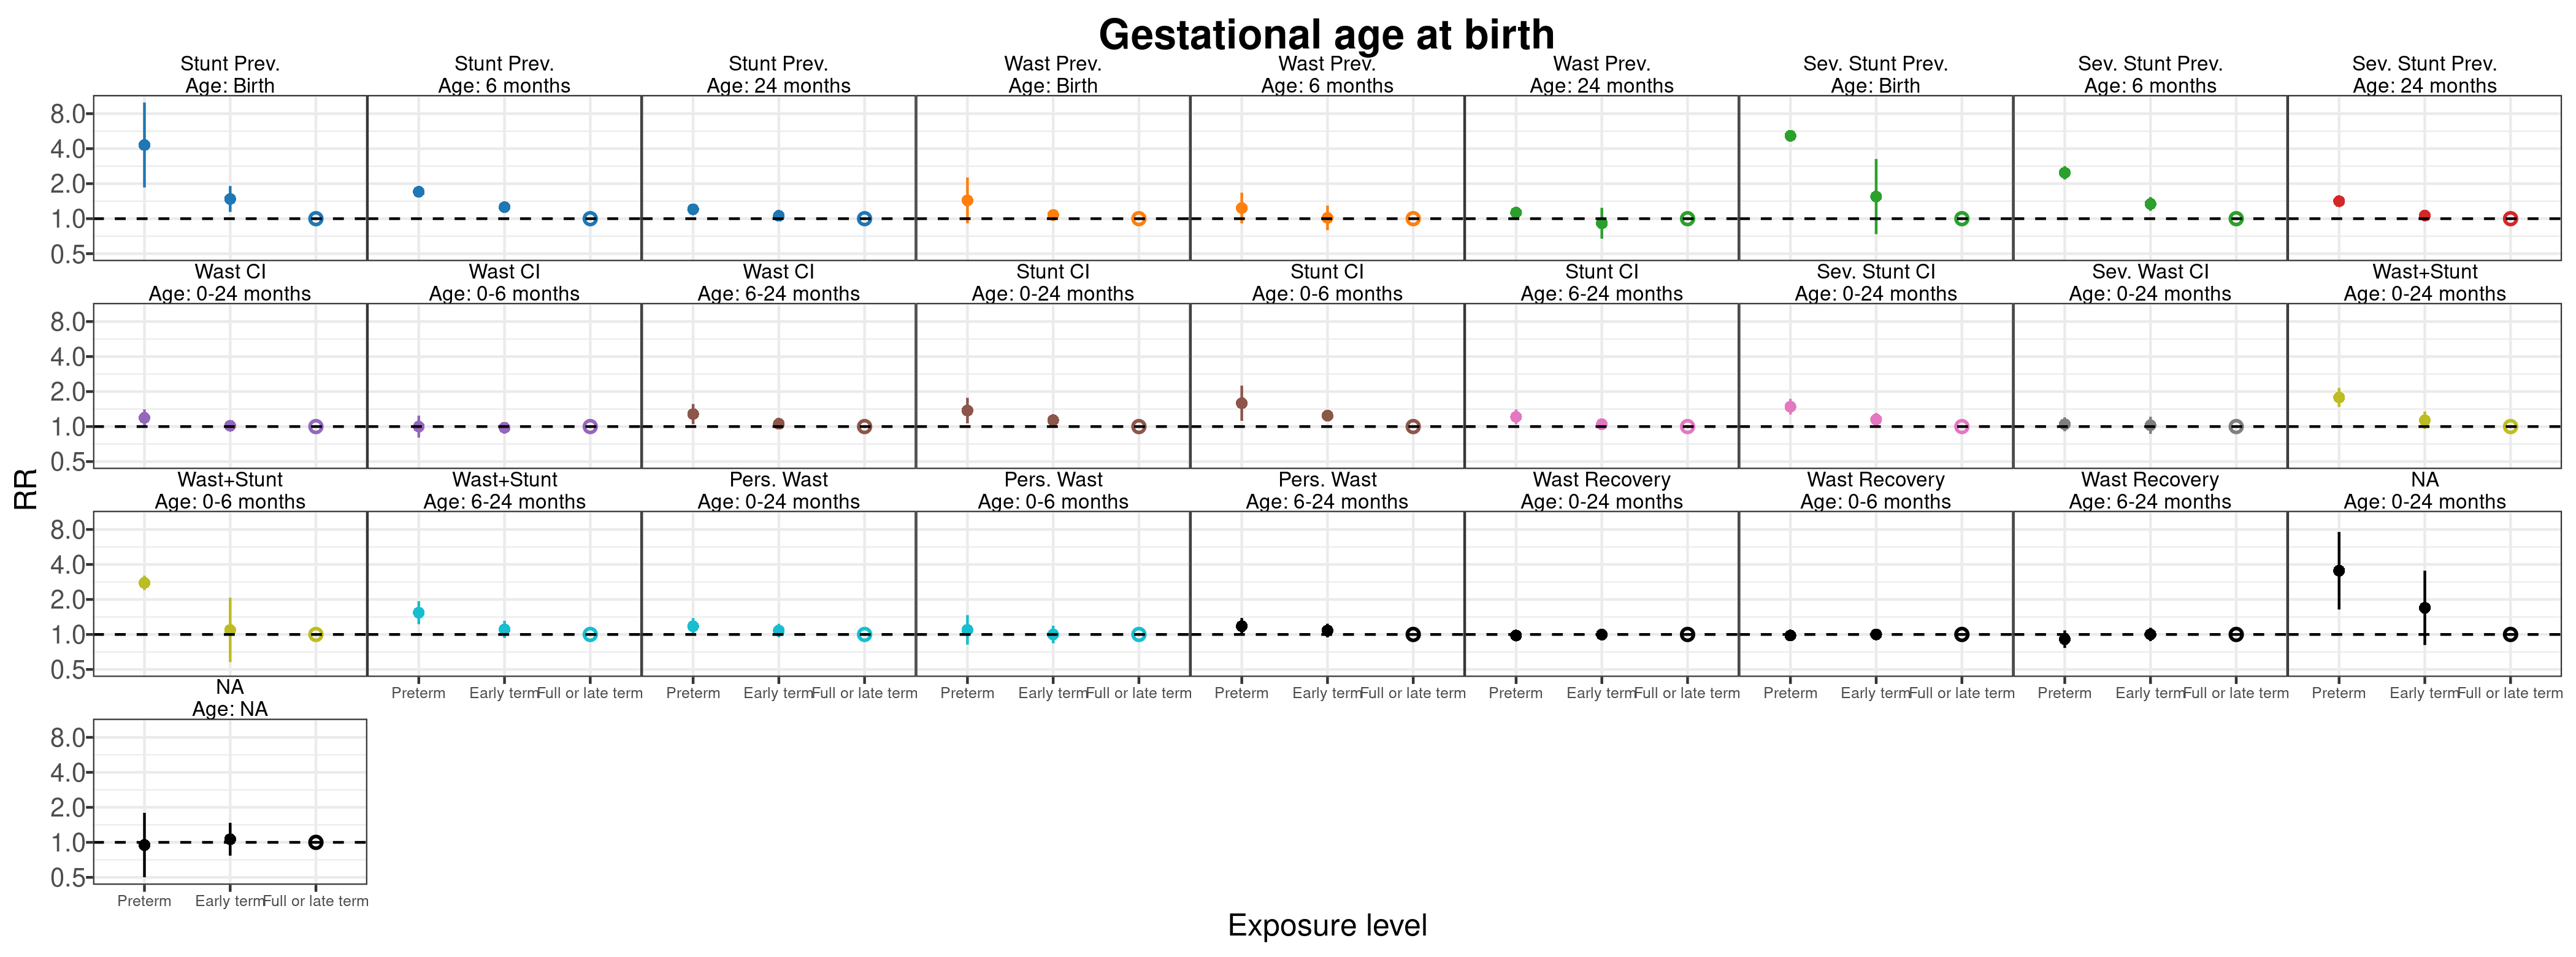 Gestational age at birth
Stunt Prev.
Age: Birth
Stunt Prev.
Age: 6 months
Stunt Prev.
Age: 24 months
Wast Prev.
Age: Birth
Wast Prev.
Age: 6 months
Wast Prev.
Age: 24 months
Sev. Stunt Prev.
Age: Birth
Sev. Stunt Prev.
Age: 6 months
Sev. Stunt Prev.
Age: 24 months
8.0
4.0
2.0
1.0
0.5
Wast CI
Age: 0-24 months
Wast CI
Age: 0-6 months
Wast CI
Age: 6-24 months
Stunt CI
Age: 0-24 months
Stunt CI
Age: 0-6 months
Stunt CI
Age: 6-24 months
Sev. Stunt CI
Age: 0-24 months
Sev. Wast CI
Age: 0-24 months
Wast+Stunt
Age: 0-24 months
8.0
4.0
2.0
1.0
0.5
RR
Wast+Stunt
Age: 0-6 months
Wast+Stunt
Age: 6-24 months
Pers. Wast
Age: 0-24 months
Pers. Wast
Age: 0-6 months
Pers. Wast
Age: 6-24 months
Wast Recovery
Age: 0-24 months
Wast Recovery
Age: 0-6 months
Wast Recovery
Age: 6-24 months
NA
Age: 0-24 months
8.0
4.0
2.0
1.0
0.5
Preterm Early term Full or late term
Preterm Early term Full or late term
Preterm Early term Full or late term
Preterm Early term Full or late term
Preterm Early term Full or late term
Preterm Early term Full or late term
Preterm Early term Full or late term
Preterm Early term Full or late term
NA
Age: NA
8.0
4.0
2.0
1.0
0.5
Preterm Early term Full or late term
Exposure level